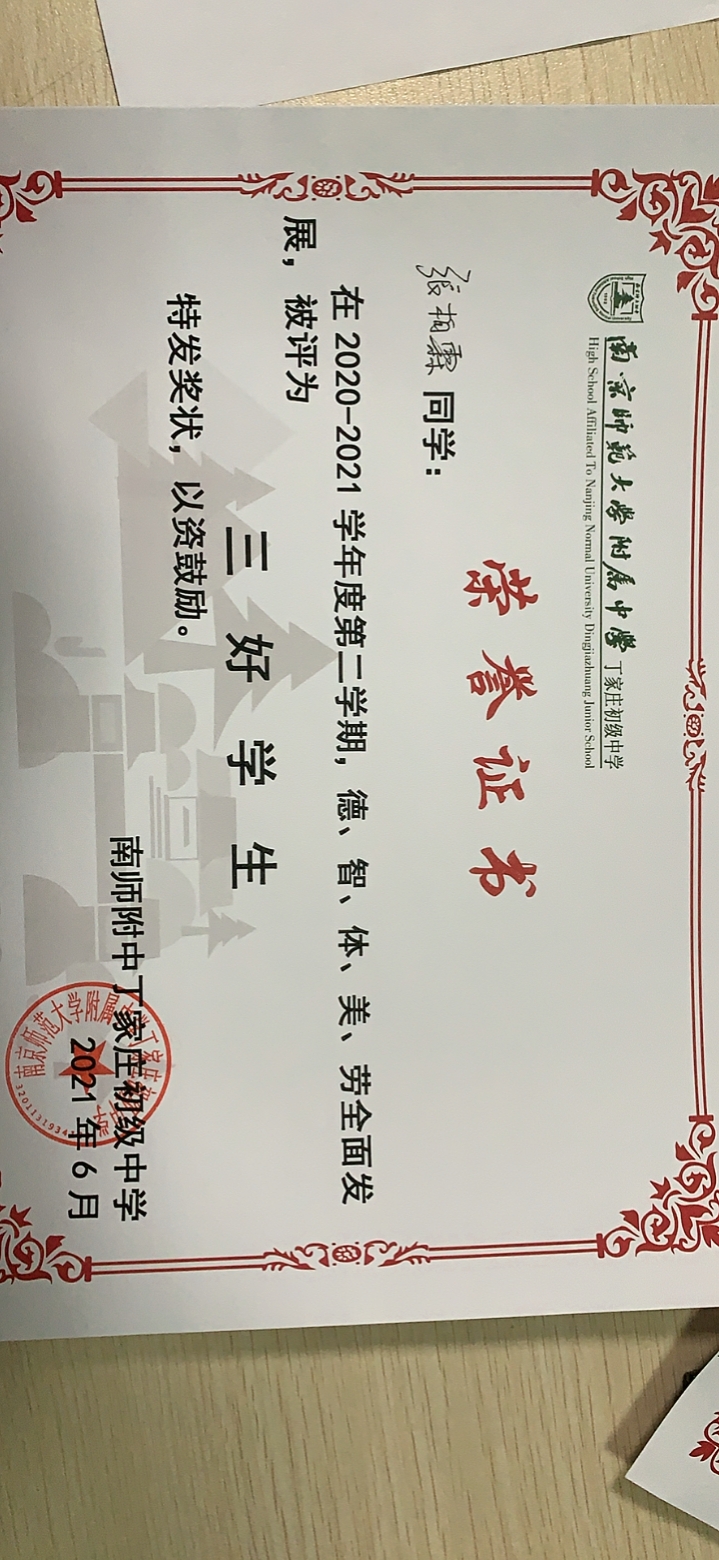 南京师范大学附属中学丁家庄初级中学
High School Affiliated To Nanjing Normal University Dingjiazhuang Junior School
荣誉证书
张栢霖同学：
在 2020-2021 学年度第二学期，德、智、体、美、劳全面发
展，被评为
三好学生
特发奖状，以资鼓励。
南师附中丁家庄初级中学
2021 年 6 月